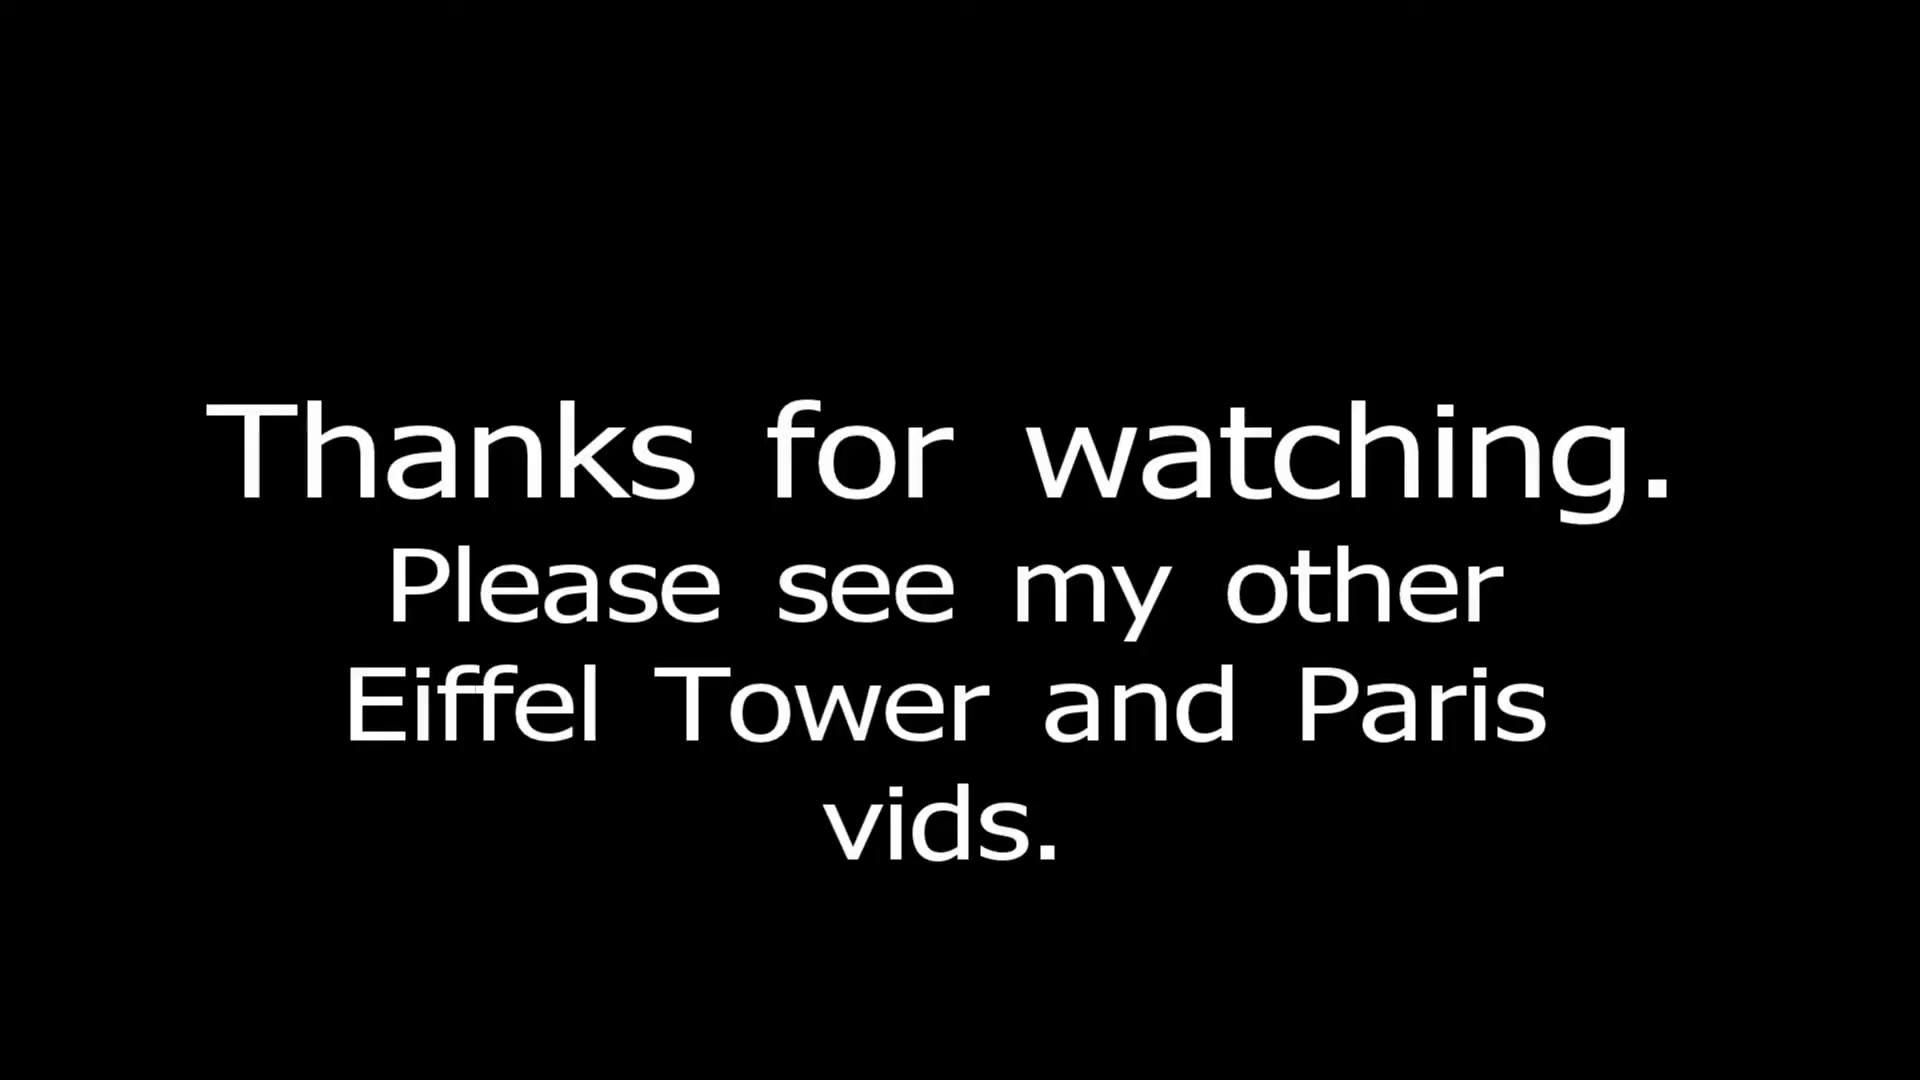 Thanks for watching.
Please see my other
Eiffel Tower and Paris
vids.